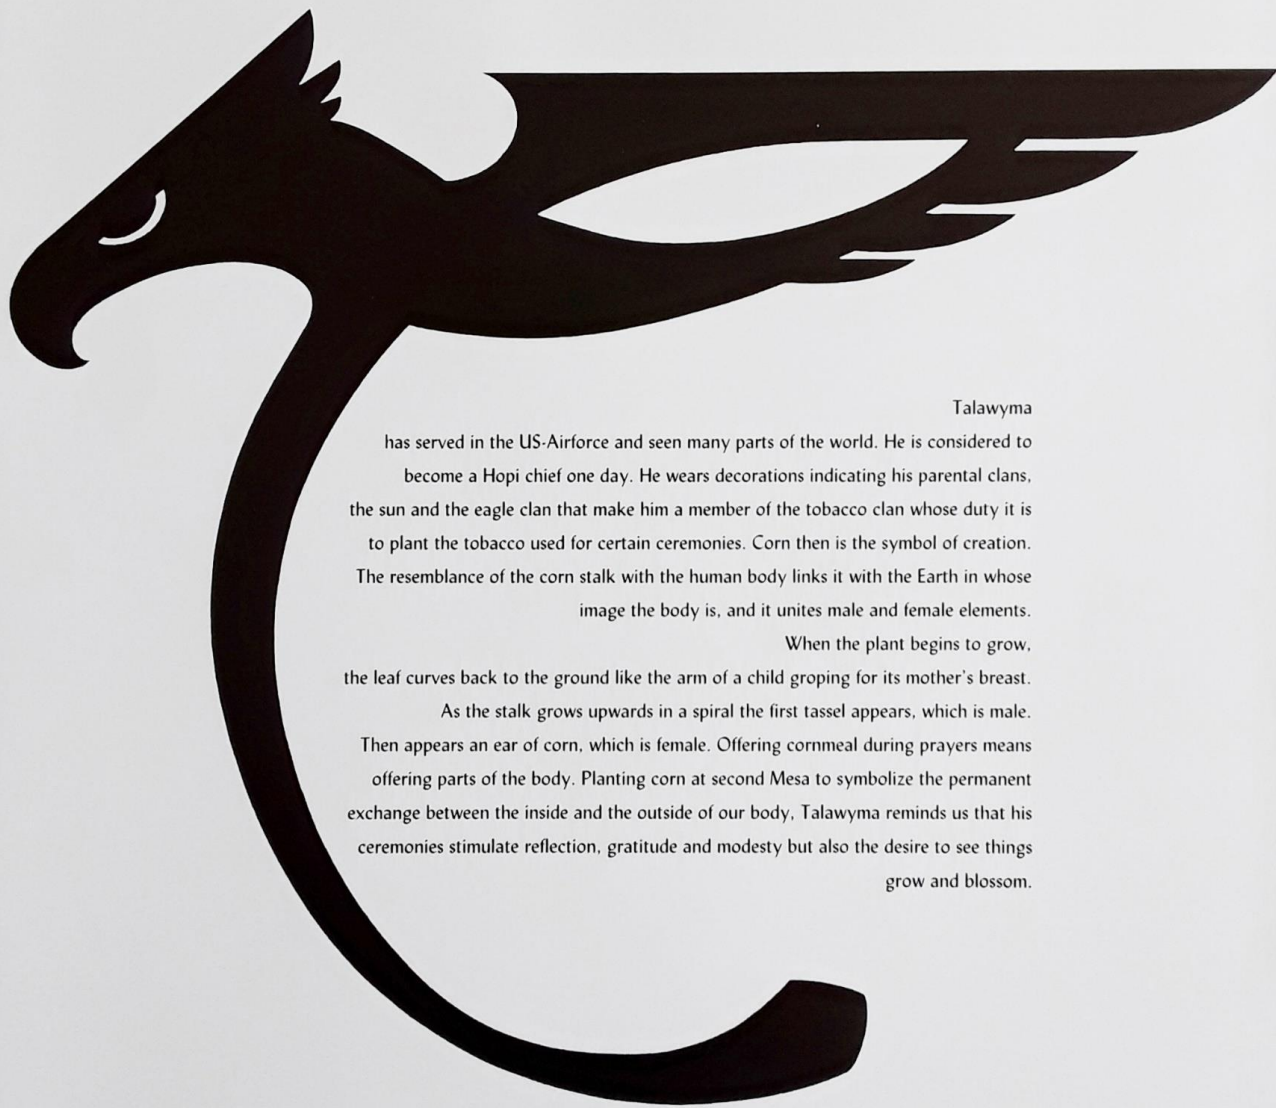 Talawyma
has served in the US-Airforce and seen many parts of the world. He is considered to
become a Hopi chief one day. He wears decorations indicating his parental clans,
the sun and the eagle clan that make him a member of the tobacco clan whose duty it is
to plant the tobacco used for certain ceremonies. Corn then is the symbol of creation.
The resemblance of the corn stalk with the human body links it with the Earth in whose
image the body is, and it unites male and female elements.
When the plant begins to grow,
the leaf curves back to the ground like the arm of a child groping for its mother's breast.
As the stalk grows upwards in a spiral the first tassel appears, which is male.
Then appears an ear of corn, which is female. Offering cornmeal during prayers means
offering parts of the body. Planting corn at second Mesa to symbolize the permanent
exchange between the inside and the outside of our body, Talawyma reminds us that his
ceremonies stimulate reflection, gratitude and modesty but also the desire to see things
grow and blossom.